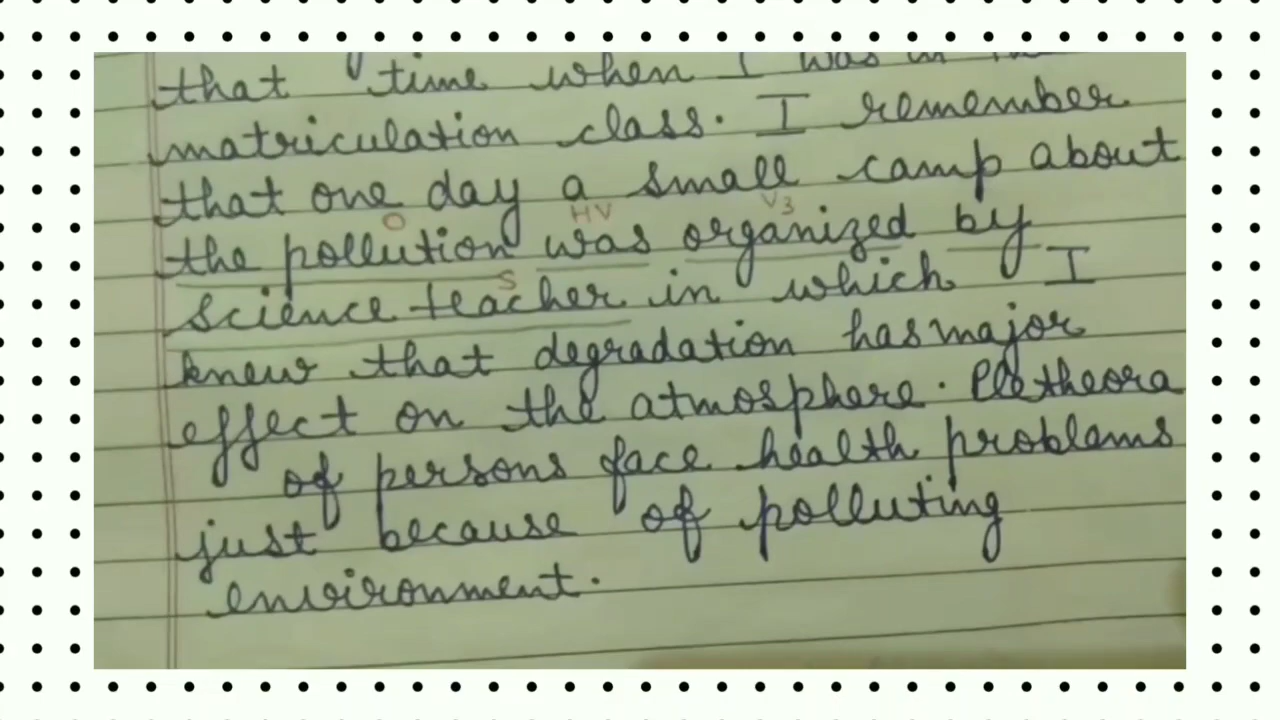 that time when I was in
matriculation class. I remember
that one day a small camp about
O HV V3
the pollution was organized by
S
science teacher in which I
knew that degradation has major
effect on the atmosphere. Pletheora
of persons face health problems
just because of polluting
environment.